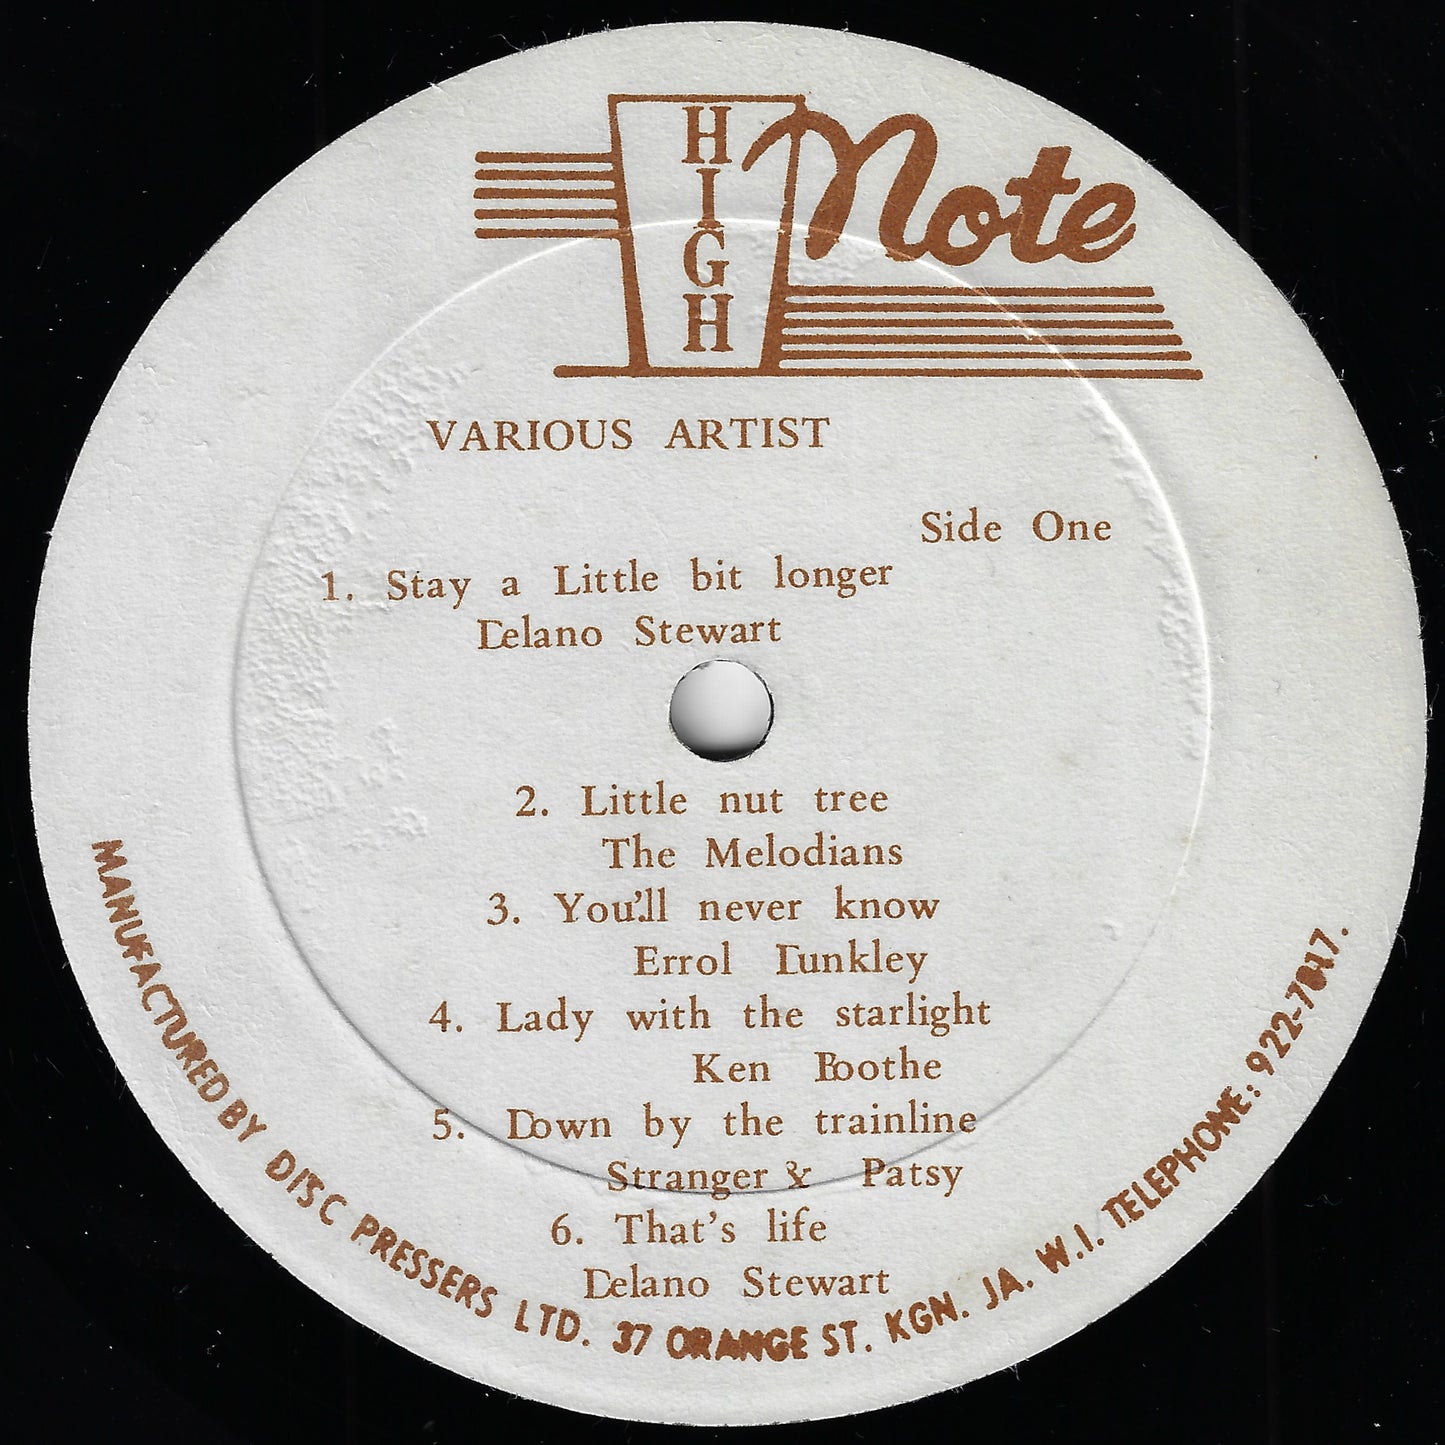 HIGH Note
VARIOUS ARTIST
Side One
1. Stay a Little bit longer
Delano Stewart
2. Little nut tree
The Melodians
3. You'll never know
Errol Dunkley
4. Lady with the starlight
Ken Boothe
5. Down by the trainline
Stranger & Patsy
6. That's life
Delano Stewart
MANUFACTURED BY DISC PRESSERS LTD. 37 ORANGE ST. KGN. JA. W.I. TELEPHONE: